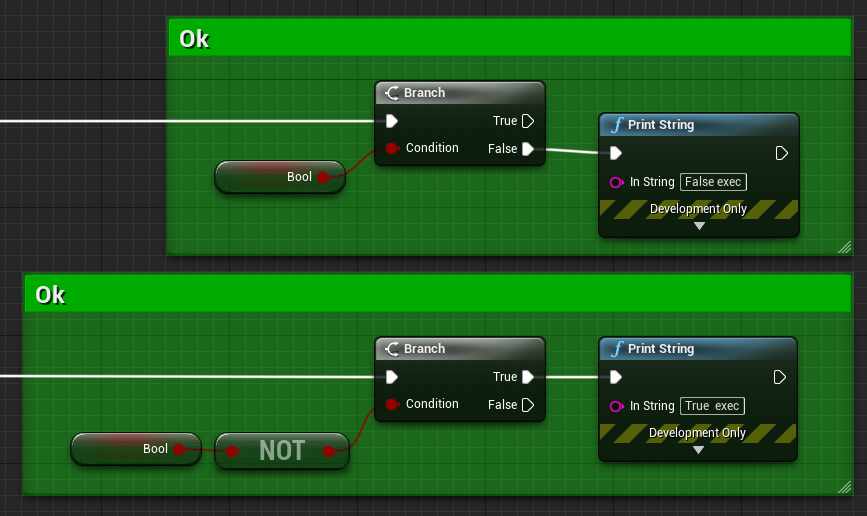 Ok
Branch
True
Condition
False
Bool
Print String
In String
False exec
Development Only
Ok
Branch
True
Condition
False
Bool
NOT
Print String
In String
True exec
Development Only